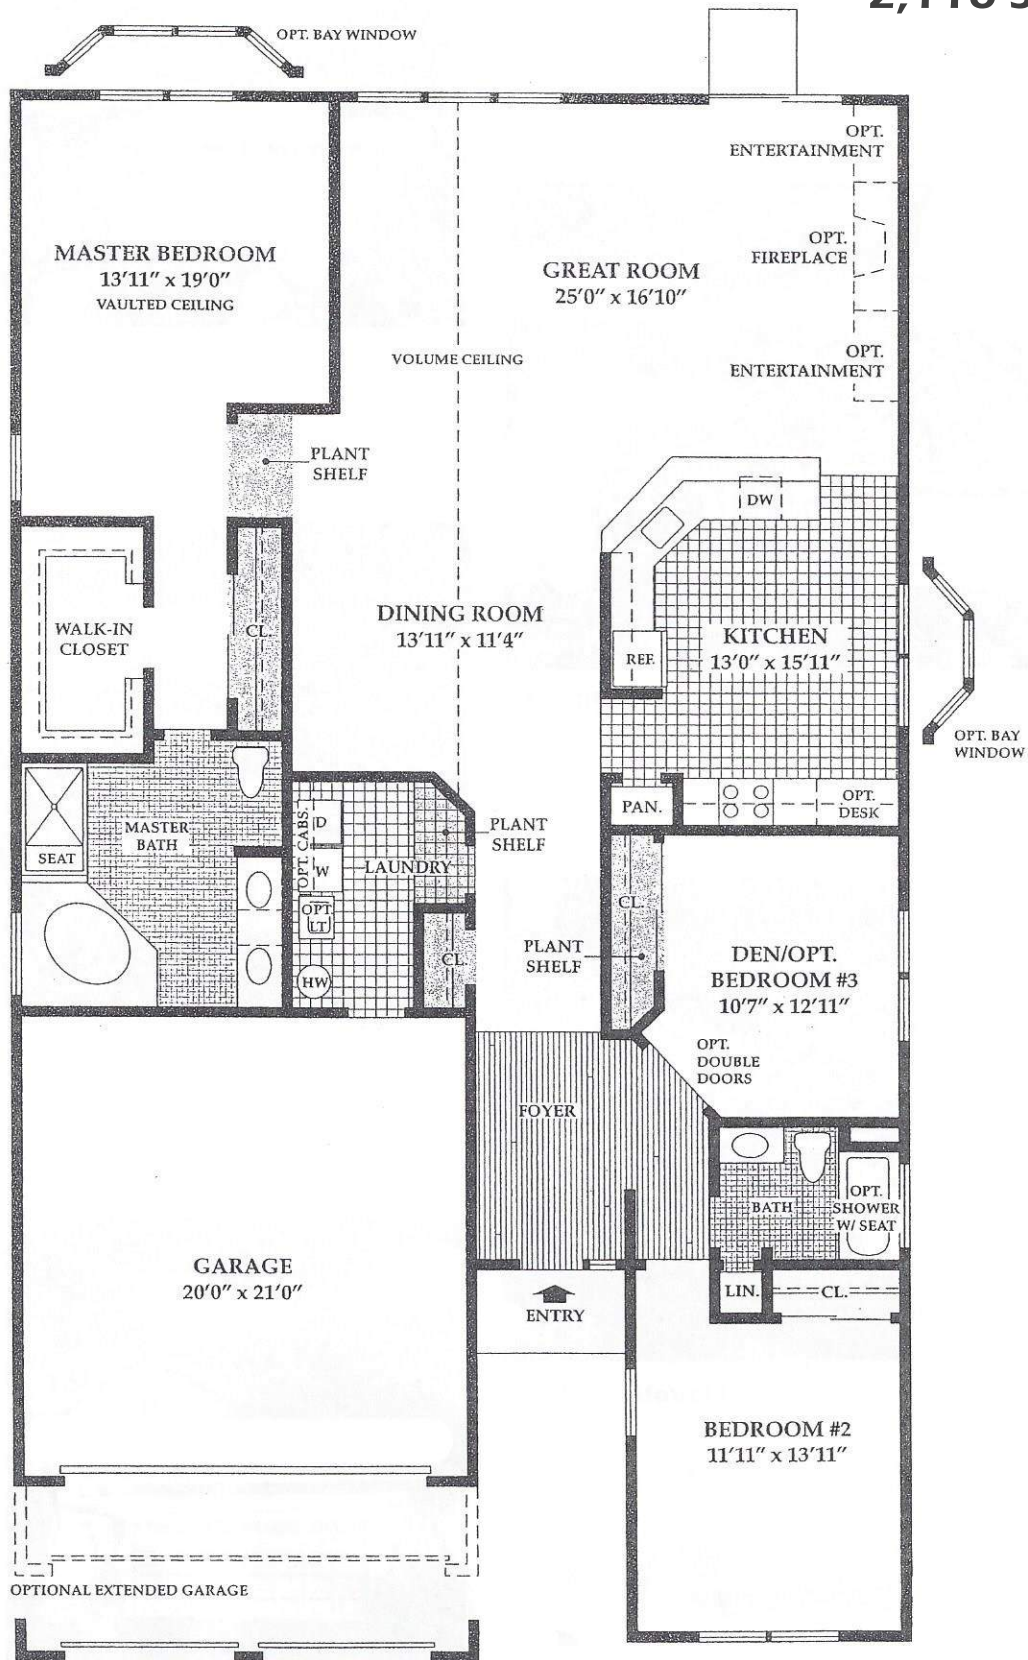 OPT. BAY WINDOW
OPT.
ENTERTAINMENT
MASTER BEDROOM
13'11" x 19'0"
VAULTED CEILING
GREAT ROOM
25'0" x 16'10"
OPT.
FIREPLACE
VOLUME CEILING
OPT.
ENTERTAINMENT
PLANT
SHELF
DW
WALK-IN
CLOSET
CL.
DINING ROOM
13'11" x 11'4"
REF.
KITCHEN
13'0" x 15'11"
OPT. BAY
WINDOW
PAN.
OPT.
DESK
SEAT
MASTER
BATH
OPT. CABS.
D
W
LAUNDRY
PLANT
SHELF
OPT.
LT
HW
CL.
CL.
PLANT
SHELF
DEN/OPT.
BEDROOM #3
10'7" x 12'11"
OPT.
DOUBLE
DOORS
FOYER
BATH
OPT.
SHOWER
W/ SEAT
GARAGE
20'0" x 21'0"
ENTRY
LIN.
CL.
BEDROOM #2
11'11" x 13'11"
OPTIONAL EXTENDED GARAGE